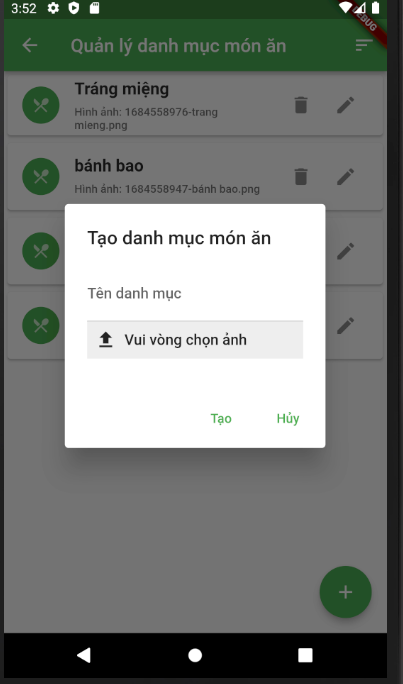 3:52
DEBUG
Quản lý danh mục món ăn
Tráng miệng
Hình ảnh: 1684558976-trang
mieng.png
bánh bao
Hình ảnh: 1684558947-bánh bao.png
Tạo danh mục món ăn
Tên danh mục
Vui vòng chọn ảnh
Tạo
Hủy